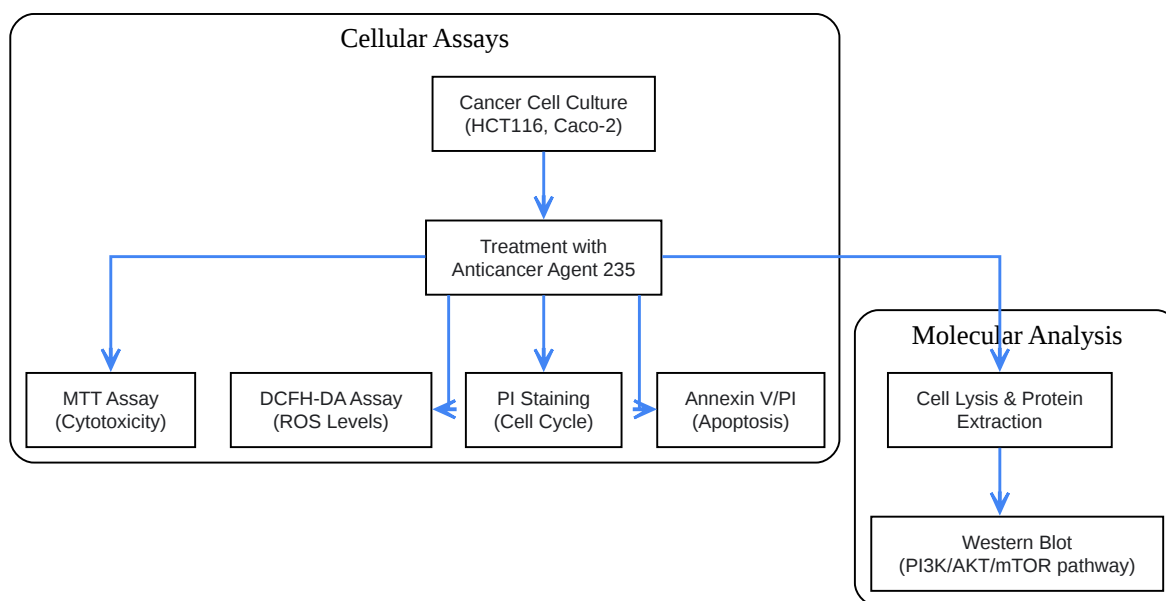 Cellular Assays
Cancer Cell Culture
(HCT116, Caco-2)
Treatment with
Anticancer Agent 235
MTT Assay
(Cytotoxicity)
DCFH-DA Assay
(ROS Levels)
PI Staining
(Cell Cycle)
Annexin V/PI
(Apoptosis)
Molecular Analysis
Cell Lysis & Protein
Extraction
Western Blot
(PI3K/AKT/mTOR pathway)